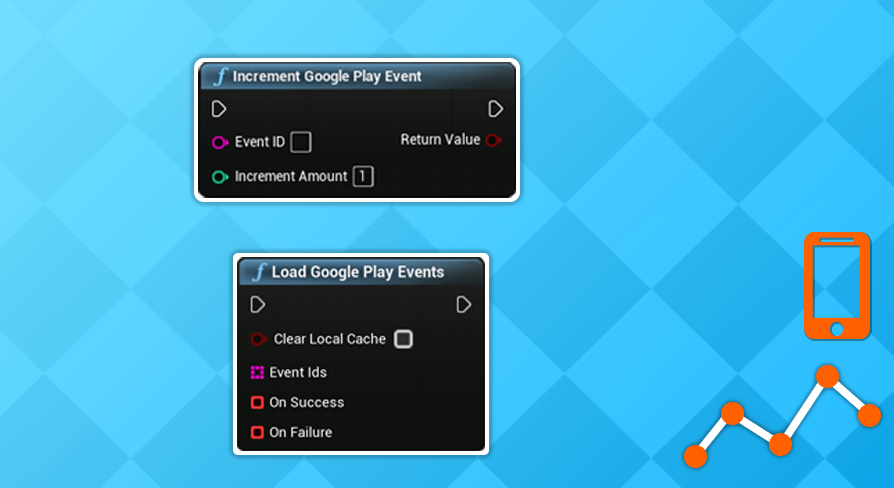 f Increment Google Play Event
Event ID
Return Value
Increment Amount 1
f Load Google Play Events
Clear Local Cache
Event Ids
On Success
On Failure